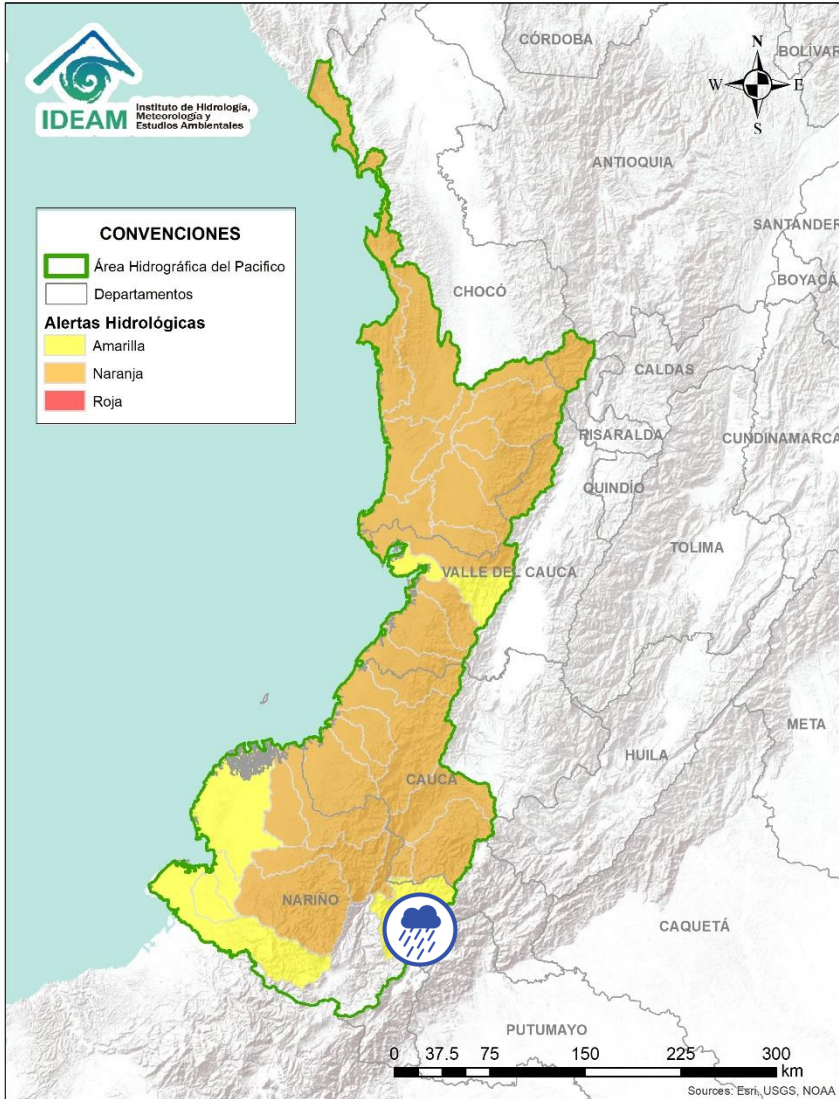 IDEAM
Instituto de Hidrología,
Meteorología y
Estudios Ambientales
CÓRDOBA
BOLÍVAR
N
W
E
S
ANTIOQUIA
SANTANDER
BOYACÁ
CHOCÓ
CALDAS
RISARALDA
CUNDINAMARCA
QUINDÍO
TOLIMA
VALLE DEL CAUCA
META
HUILA
CAUCA
NARIÑO
CAQUETÁ
PUTUMAYO
CONVENCIONES
Área Hidrográfica del Pacifico
Departamentos
Alertas Hidrológicas
Amarilla
Naranja
Roja
0 37.5 75 150 225 300
km
Sources: Esri, USGS, NOAA